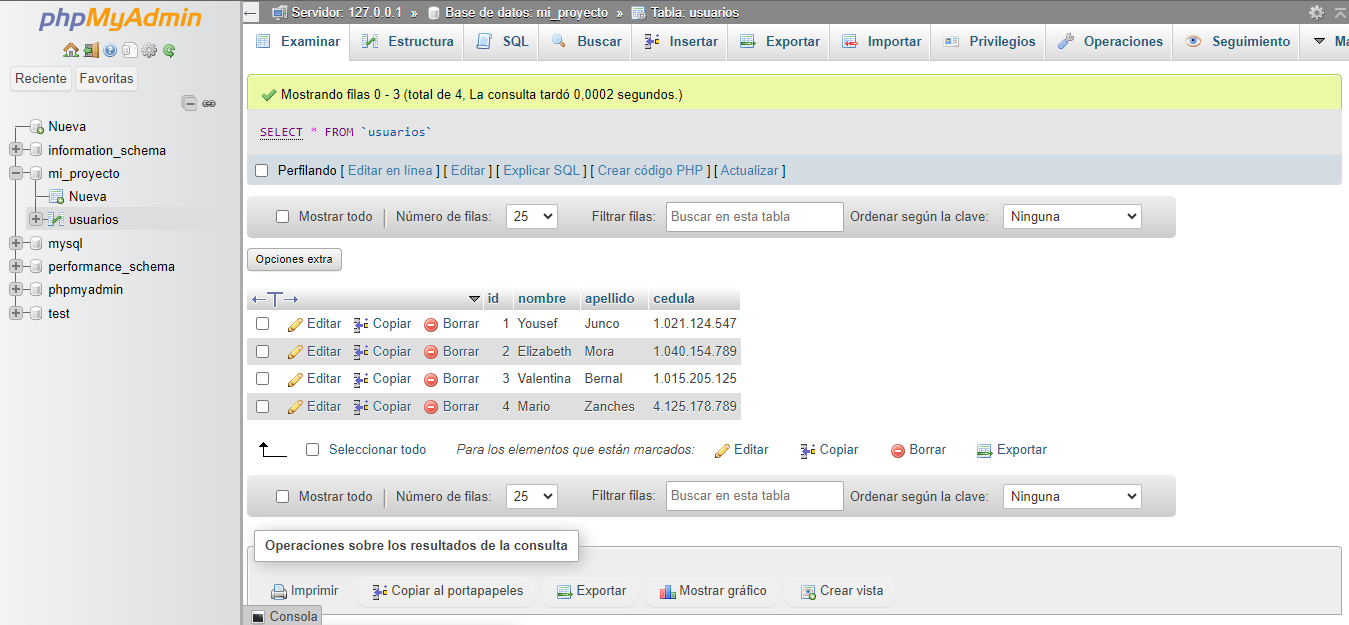 phpMyAdmin
Reciente Favoritas
Nueva
information_schema
mi_proyecto
Nueva
usuarios
mysql
performance_schema
phpmyadmin
test
Servidor: 127.0.0.1 » Base de datos: mi_proyecto » Tabla: usuarios
Examinar Estructura SQL Buscar Insertar Exportar Importar Privilegios Operaciones Seguimiento
Mostrando filas 0 - 3 (total de 4, La consulta tardó 0,0002 segundos.)
SELECT * FROM `usuarios`
Perfilando [ Editar en línea ] [ Editar ] [ Explicar SQL ] [ Crear código PHP ] [ Actualizar ]
Mostrar todo | Número de filas: 25 Filtrar filas: Buscar en esta tabla Ordenar según la clave: Ninguna
Opciones extra
←T→ id nombre apellido cedula
Editar Copiar Borrar 1 Yousef Junco 1.021.124.547
Editar Copiar Borrar 2 Elizabeth Mora 1.040.154.789
Editar Copiar Borrar 3 Valentina Bernal 1.015.205.125
Editar Copiar Borrar 4 Mario Zanches 4.125.178.789
Seleccionar todo Para los elementos que están marcados: Editar Copiar Borrar Exportar
Mostrar todo | Número de filas: 25 Filtrar filas: Buscar en esta tabla Ordenar según la clave: Ninguna
Operaciones sobre los resultados de la consulta
Imprimir Copiar al portapapeles Exportar Mostrar gráfico Crear vista
Consola